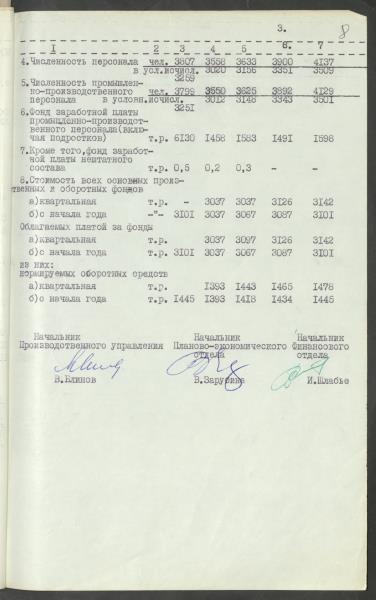 3.
8
1 2 3 4 5 6. 7
4.Численность персонала чел. 3807 3558 3633 3900 4137
в усл.исчисл. 3259 3020 3156 3351 3509
5.Численность промышлен-
но-производственного чел. 3799 3550 3625 3892 4129
персонала в условн.исчисл. 3251 3012 3148 3343 3501
6.Фонд заработной платы
промышленно-производст-
венного персонала(вклю-
чая подростков) т.р. 6130 1458 1583 1491 1598
7.Кроме того,фонд заработ-
ной платы нештатного
состава т.р. 0,5 0,2 0,3 - -
8.Стоимость всех основных произ-
ственных и оборотных фондов
а)квартальная т.р. - 3037 3037 3126 3142
б)с начала года -"- 3101 3037 3067 3087 3101
Облагаемых платой за фонды
а)квартальная т.р. 3037 3097 3126 3142
б)с начала года т.р. 3101 3037 3067 3087 3101
из них:
нормируемых оборотных средств
а)квартальная 1393 1443 1465 1478
б)с начала года т.р. 1445 1393 1418 1434 1445
Начальник Начальник Начальник
Производственного управления Планово-экономического Финансового
отдела отдела
В.Блинов В.Зарубина И.Шлабье